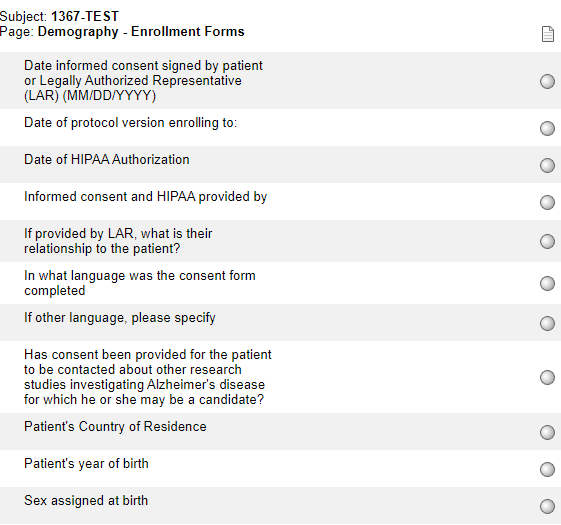 Subject: 1367-TEST
Page: Demography - Enrollment Forms
Date informed consent signed by patient
or Legally Authorized Representative
(LAR) (MM/DD/YYYY)
Date of protocol version enrolling to:
Date of HIPAA Authorization
Informed consent and HIPAA provided by
If provided by LAR, what is their
relationship to the patient?
In what language was the consent form
completed
If other language, please specify
Has consent been provided for the patient
to be contacted about other research
studies investigating Alzheimer's disease
for which he or she may be a candidate?
Patient's Country of Residence
Patient's year of birth
Sex assigned at birth